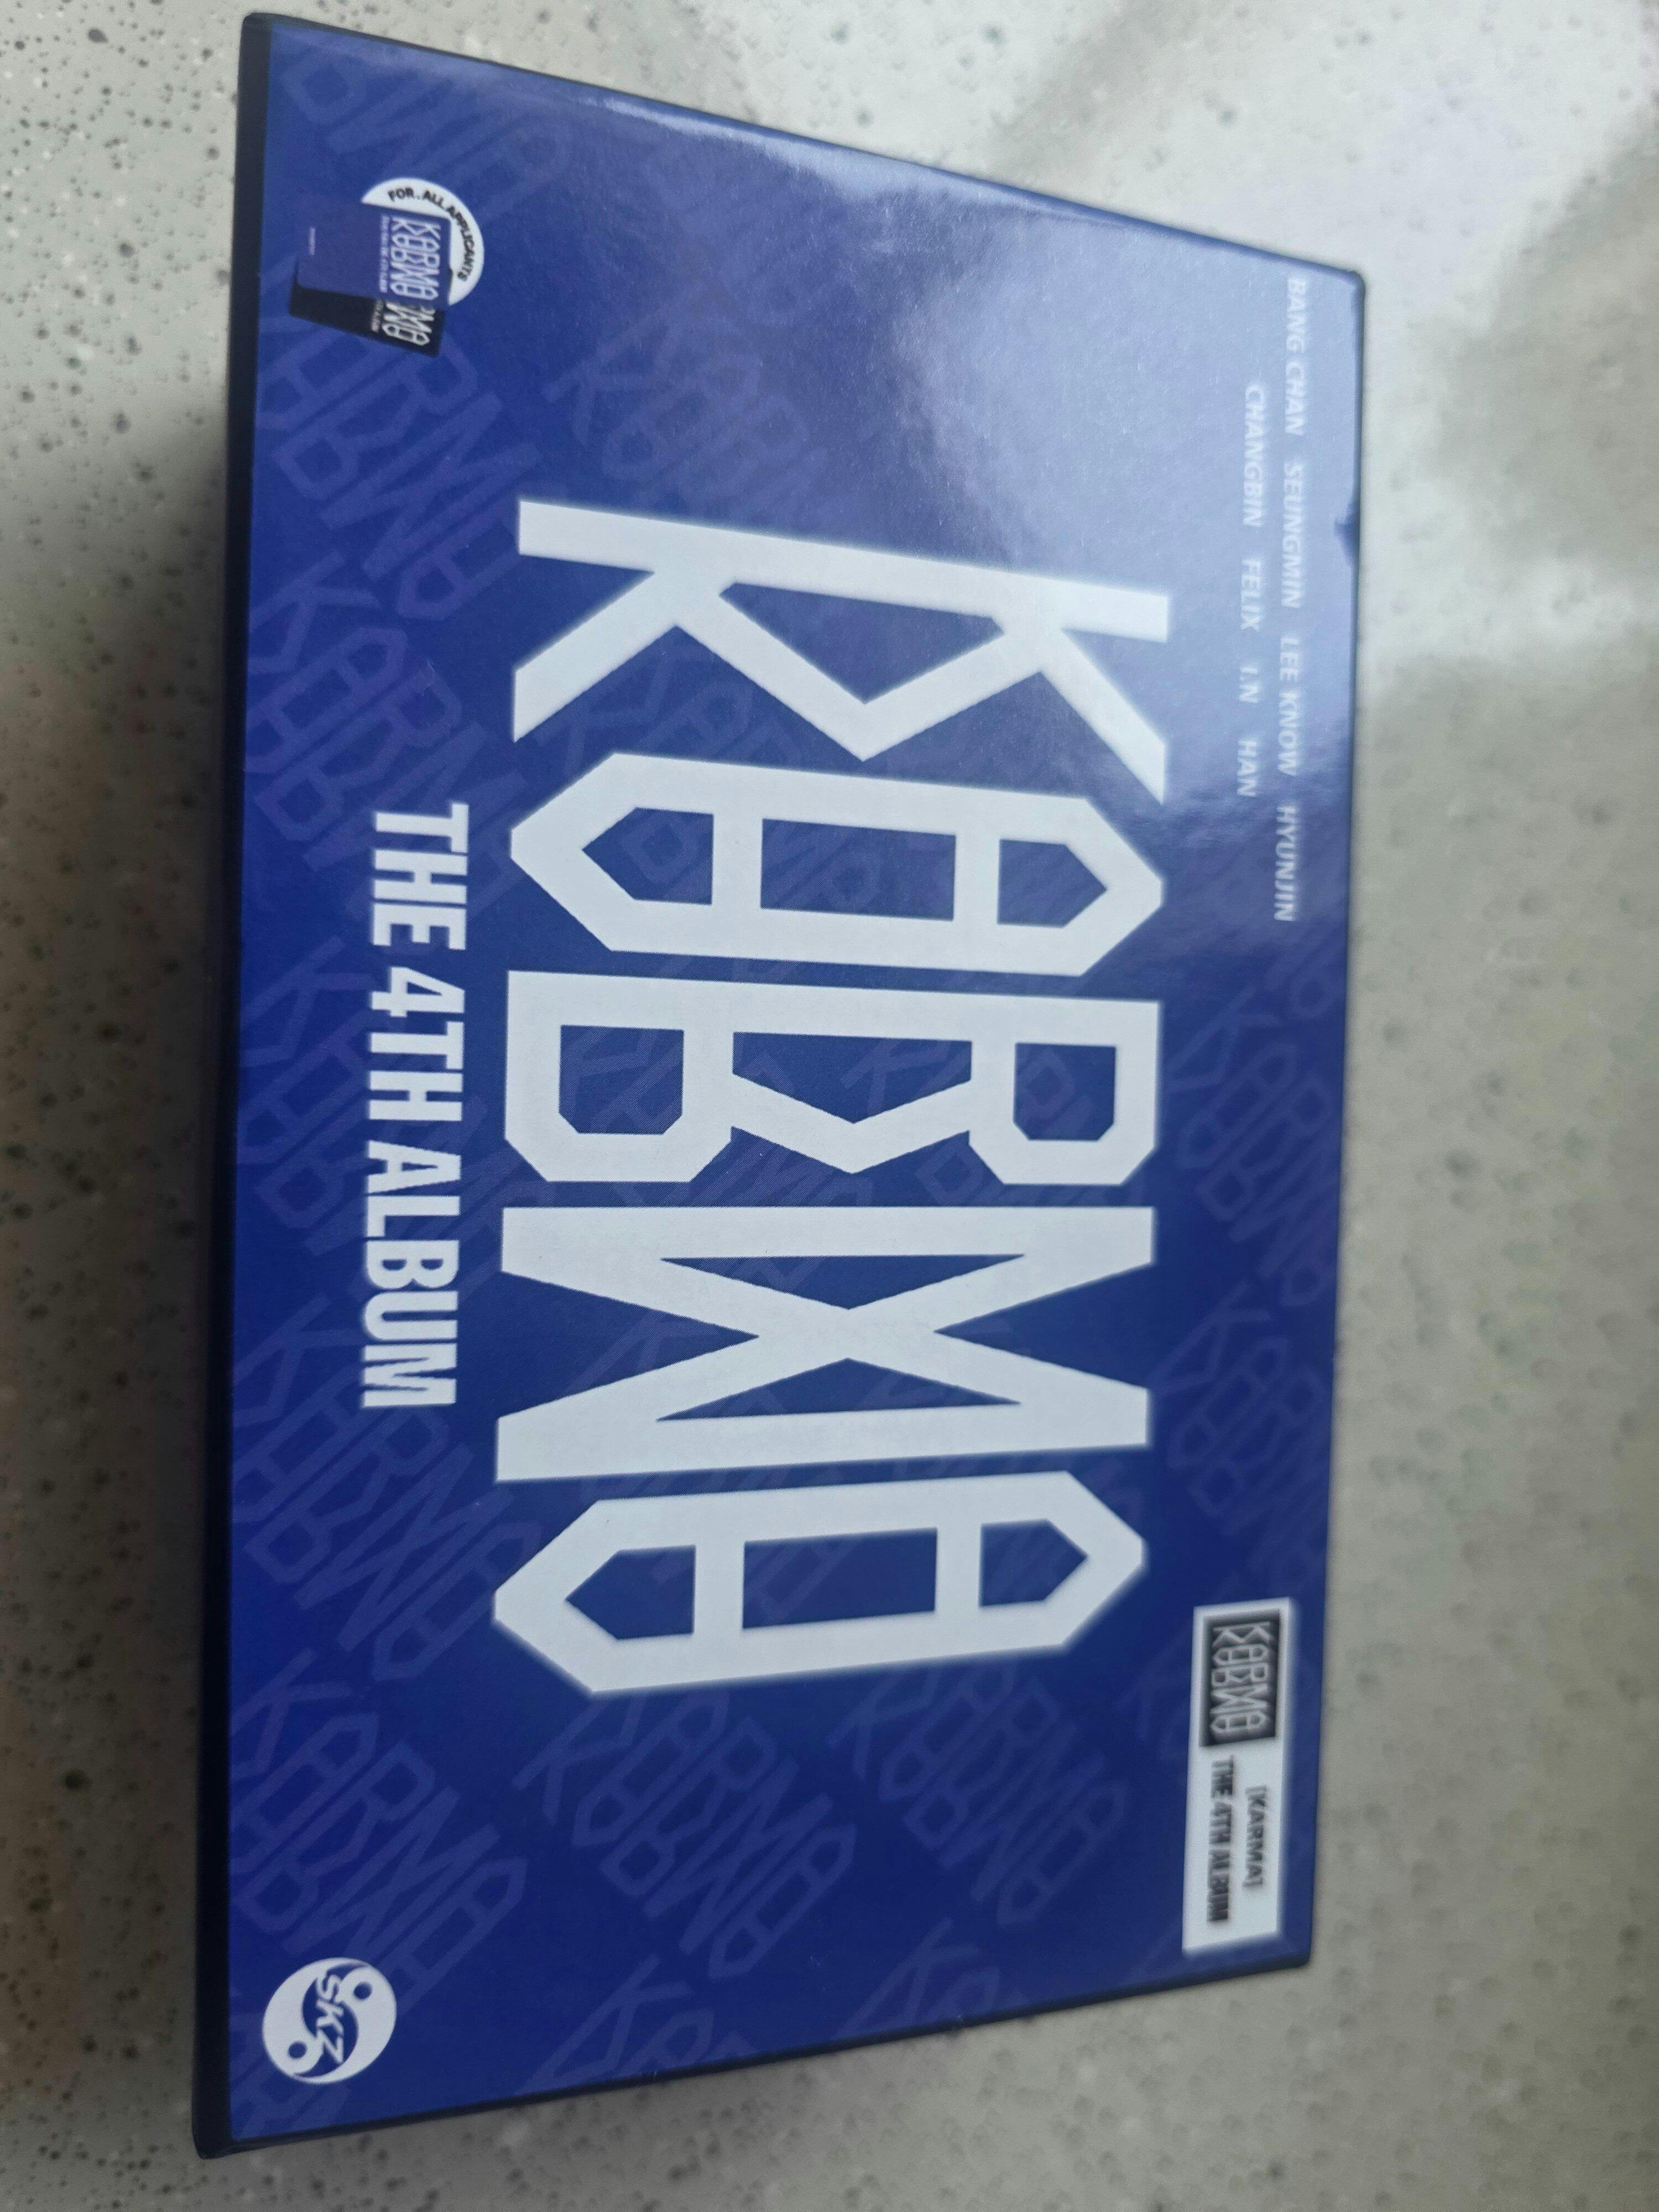 BANG CHAN SEUNGMIN LEE KNOW HYUNJIN
CHANGBIN FELIX I.N HAN
KARMA
[KARMA]
THE 4TH ALBUM
KARMA
THE 4TH ALBUM
FOR.ALL APPLICANTS
KARMA
SKZ